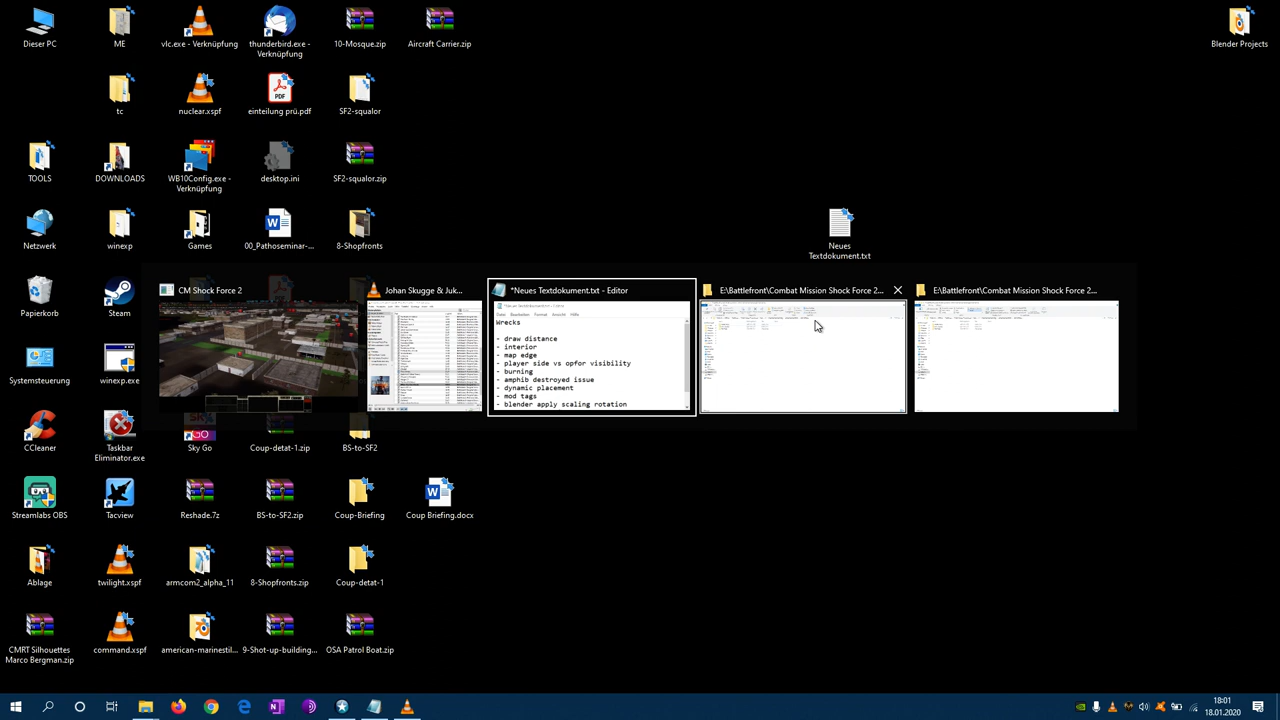 Dieser PC
ME
vlc.exe - Verknüpfung
thunderbird.exe -
Verknüpfung
10-Mosque.zip
Aircraft Carrier.zip
Blender Projects
tc
nuclear.xspf
PDF
einteilung prü.pdf
SF2-squalor
TOOLS
DOWNLOADS
WB10Config.exe -
Verknüpfung
desktop.ini
SF2-squalor.zip
Netzwerk
winexp
Games
00_Pathoseminar-...
8-Shopfronts
Neues
Textdokument.txt
CM Shock Force 2
Johan Skugge & Juk...
*Neues Textdokument.txt - Editor
E:\Battlefront\Combat Mission Shock Force 2...
E:\Battlefront\Combat Mission Shock Force 2...
Wrecks
- draw distance
- interior
- map edge
- player side vs opfor visibility
- burning
- amphib destroyed issue
- dynamic placement
- mod tags
- blender apply scaling rotation
Systemsteuerung
CCleaner
Taskbar
Eliminator.exe
GO
Sky Go
Coup-detat-1.zip
BS-to-SF2
Streamlabs OBS
Tacview
Reshade.7z
BS-to-SF2.zip
Coup-Briefing
Coup Briefing.docx
Ablage
twilight.xspf
armcom2_alpha_11
8-Shopfronts.zip
Coup-detat-1
CMRT Silhouettes
Marco Bergman.zip
command.xspf
american-marinestil...
9-Shot-up-building...
OSA Patrol Boat.zip
18:01
18.01.2020